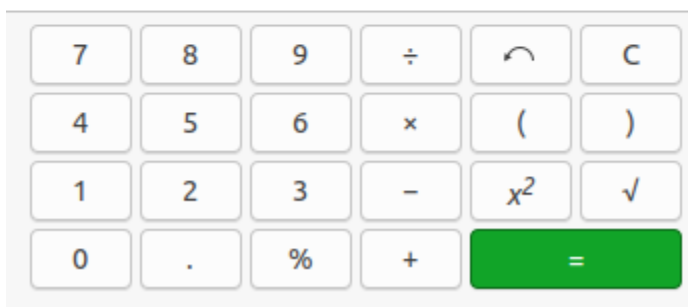 7 8 9 ÷ ↶ C
4 5 6 × ( )
1 2 3 − x² √
0 . % + =